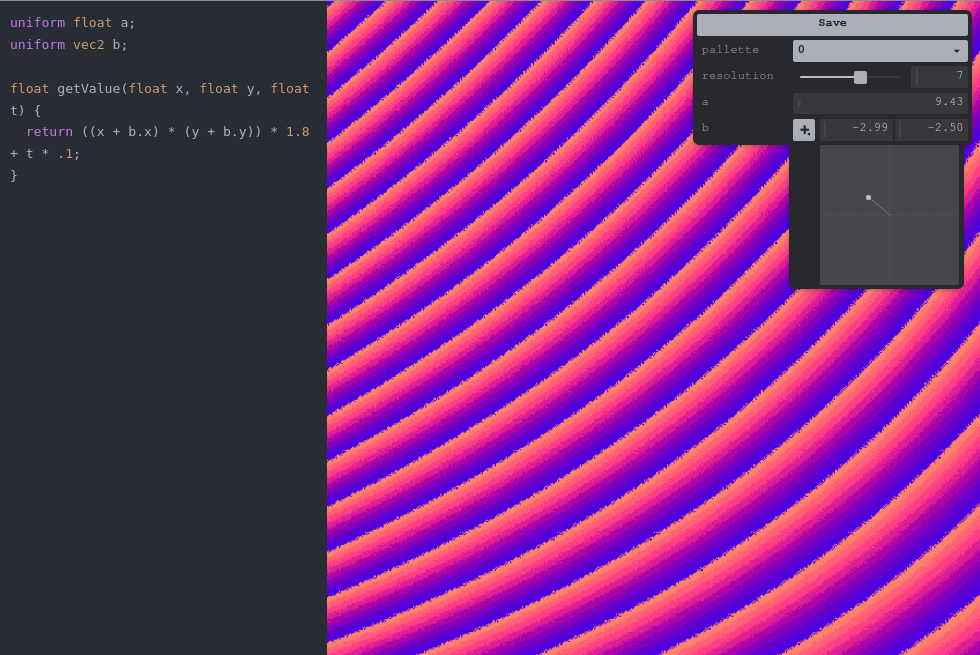 uniform float a;
uniform vec2 b;
float getValue(float x, float y, float
t) {
return ((x + b.x) * (y + b.y)) * 1.8
+ t * .1;
}
Save
pallette 0
resolution 7
a 9.43
b -2.99 -2.50